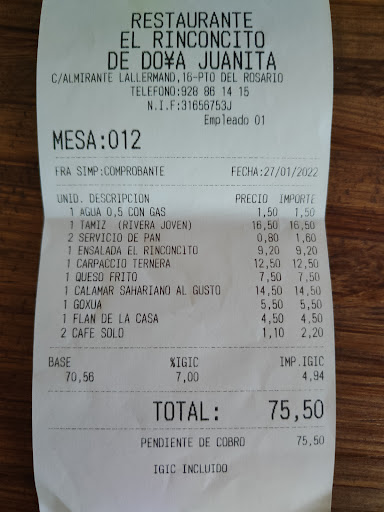 RESTAURANTE
EL RINCONCITO
DE DO¥A JUANITA
C/ALMIRANTE LALLERMAND,16-PTO DEL ROSARIO
TELEFONO:928 86 14 15
N.I.F:31656753J
Empleado 01
MESA:012
FRA SIMP:COMPROBANTE FECHA:27/01/2022
UNID. DESCRIPCION PRECIO IMPORTE
1 AGUA 0,5 CON GAS 1,50 1,50
1 TAMIZ (RIVERA JOVEN) 16,50 16,50
2 SERVICIO DE PAN 0,80 1,60
1 ENSALADA EL RINCONCITO 9,20 9,20
1 CARPACCIO TERNERA 12,50 12,50
1 QUESO FRITO 7,50 7,50
1 CALAMAR SAHARIANO AL GUSTO 14,50 14,50
1 GOXUA 5,50 5,50
1 FLAN DE LA CASA 4,50 4,50
2 CAFE SOLO 1,10 2,20
BASE %IGIC IMP.IGIC
70,56 7,00 4,94
TOTAL: 75,50
PENDIENTE DE COBRO 75,50
IGIC INCLUIDO